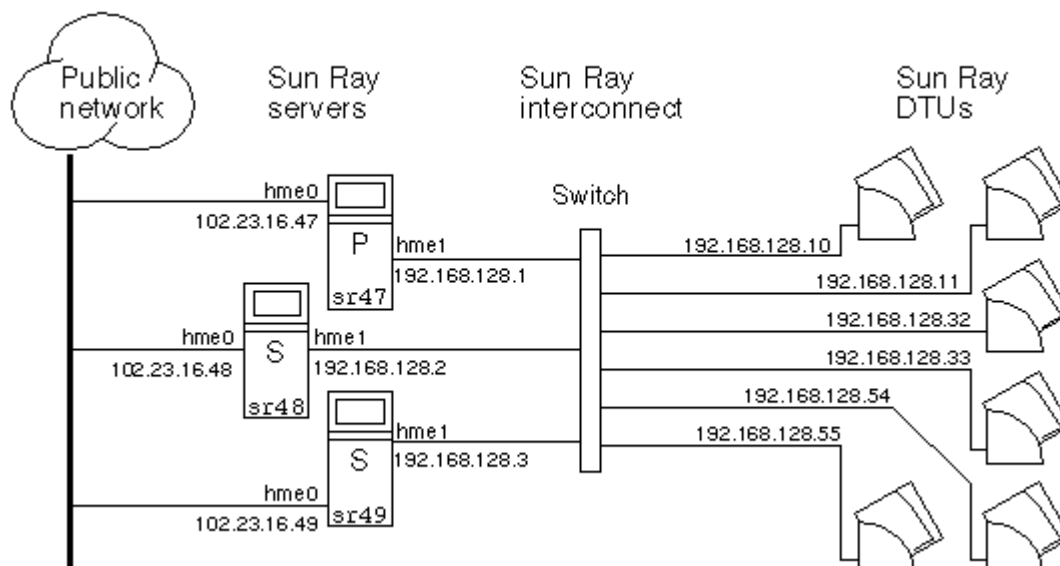 Public
network
Sun Ray
servers
Sun Ray
interconnect
Sun Ray
DTUs
Switch
hme0
102.23.16.47
P
sr47
hme1
192.168.128.1
hme0
102.23.16.48
S
sr48
hme1
192.168.128.2
hme0
102.23.16.49
S
sr49
hme1
192.168.128.3
192.168.128.10
192.168.128.11
192.168.128.32
192.168.128.33
192.168.128.54
192.168.128.55